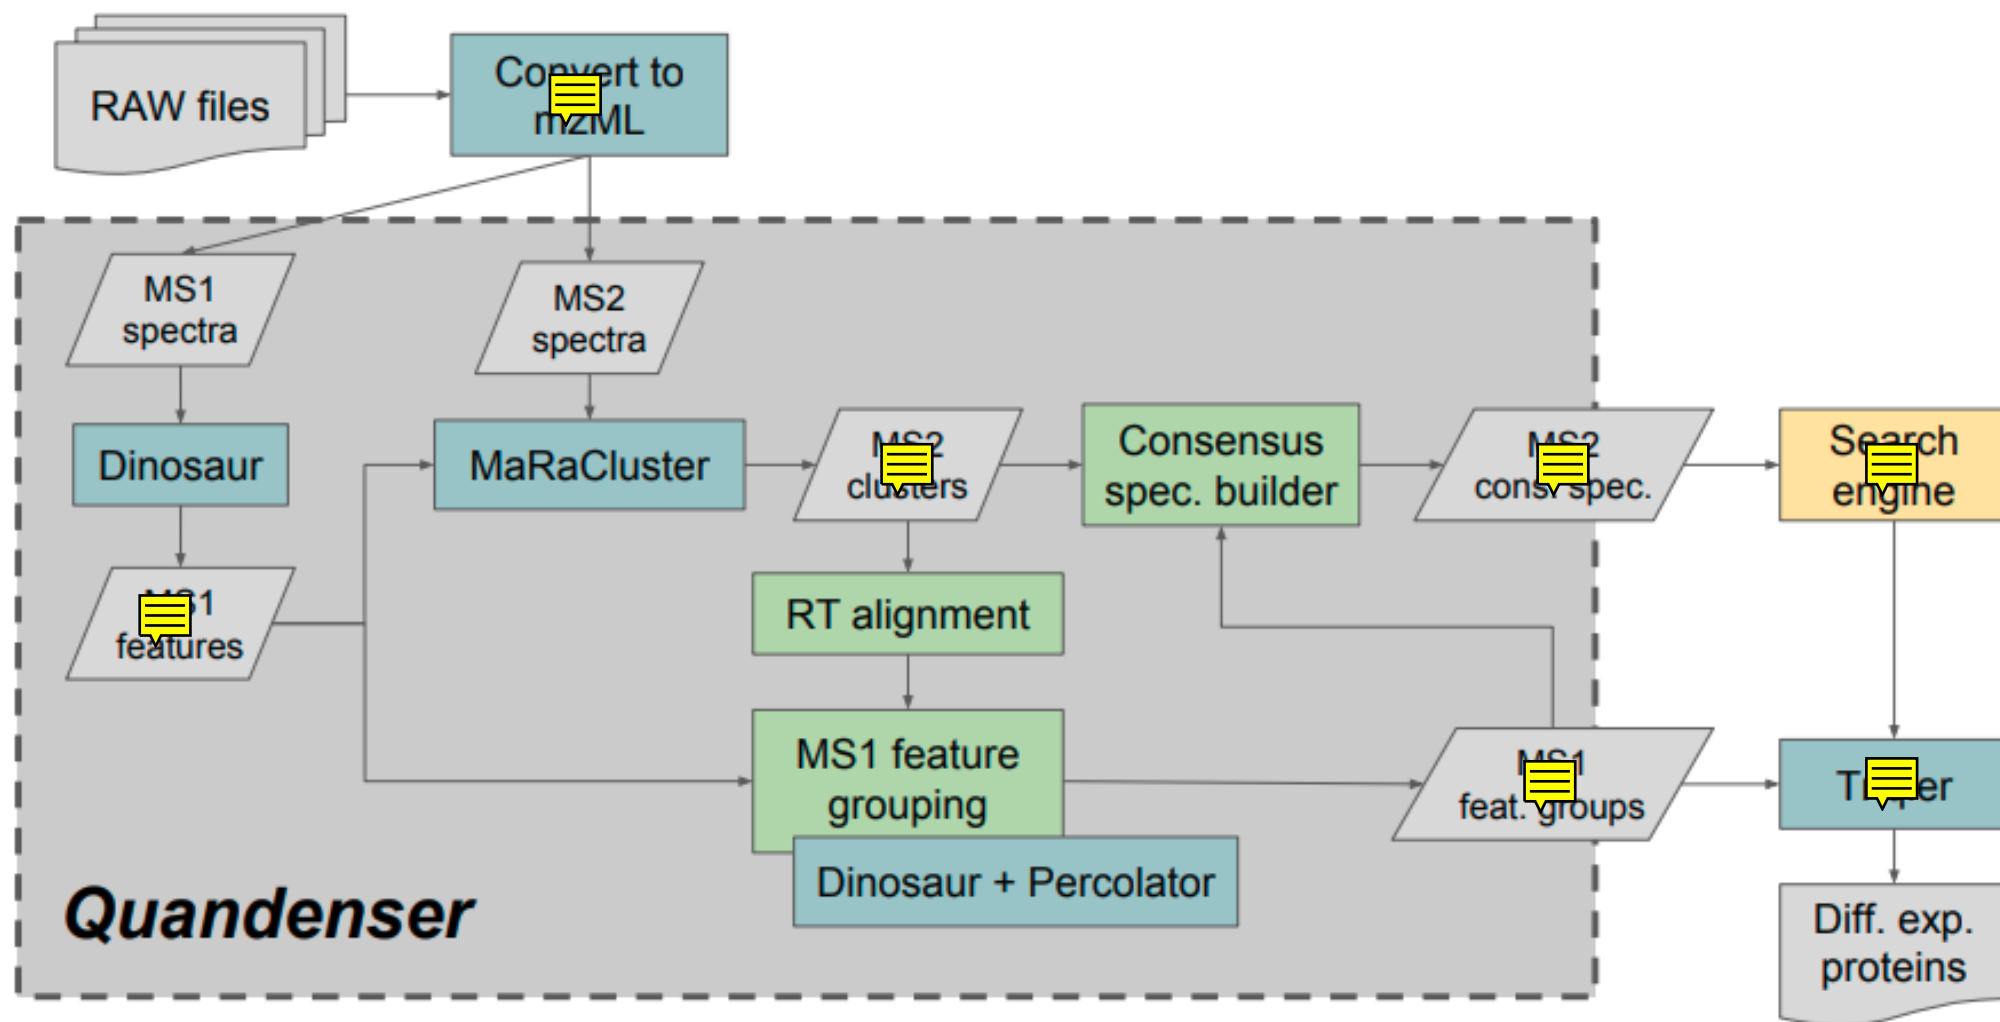 RAW files
Convert to
mzML
MS1
spectra
MS2
spectra
Dinosaur
MaRaCluster
MS2
clusters
Consensus
spec. builder
MS2
cons. spec.
Search
engine
MS1
features
RT alignment
MS1 feature
grouping
Dinosaur + Percolator
MS1
feat. groups
Quandenser
Diff. exp.
proteins